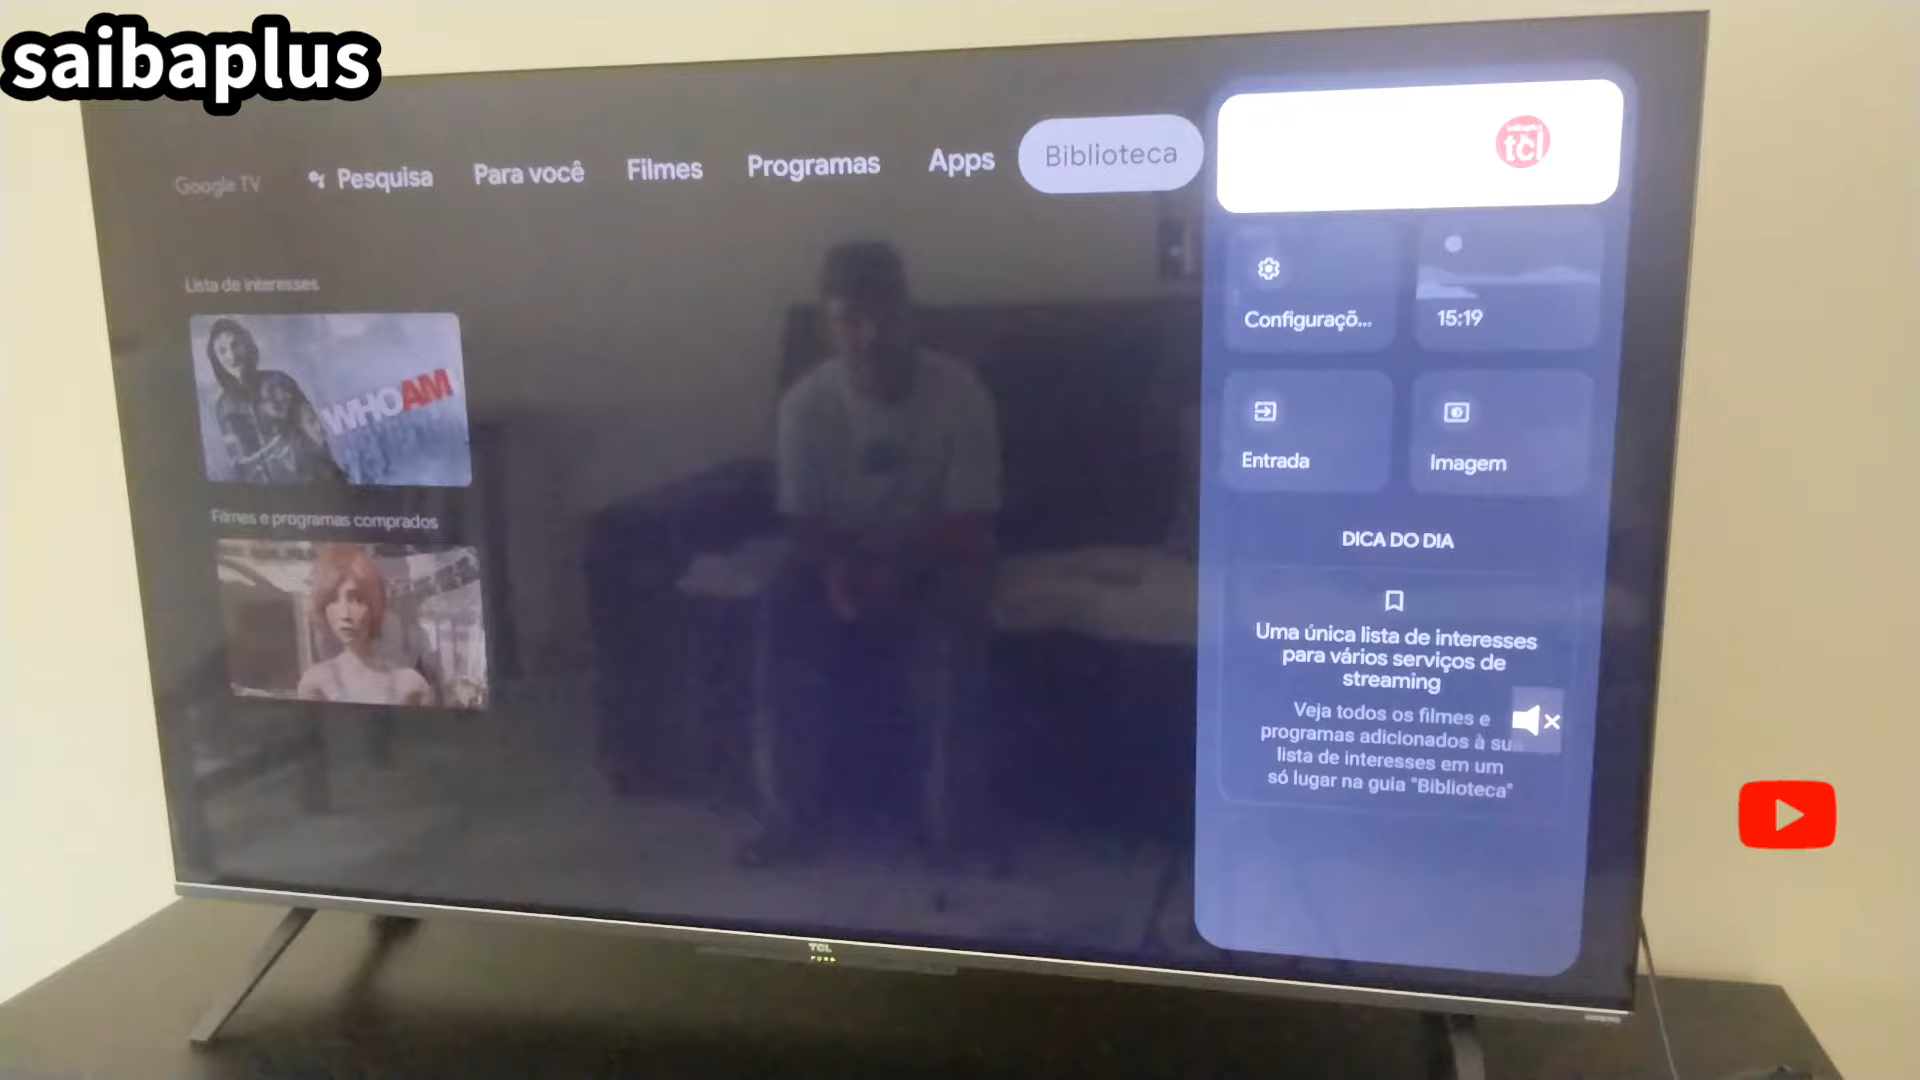 saibaplus
Google TV
Pesquisa
Para você
Filmes
Programas
Apps
Biblioteca
tcl
Lista de interesses
WHOAMI
Filmes e programas comprados
Configuraçõ...
15:19
Entrada
Imagem
DICA DO DIA
Uma única lista de interesses
para vários serviços de
streaming
Veja todos os filmes e
programas adicionados à su
lista de interesses em um
só lugar na guia "Biblioteca"
TCL